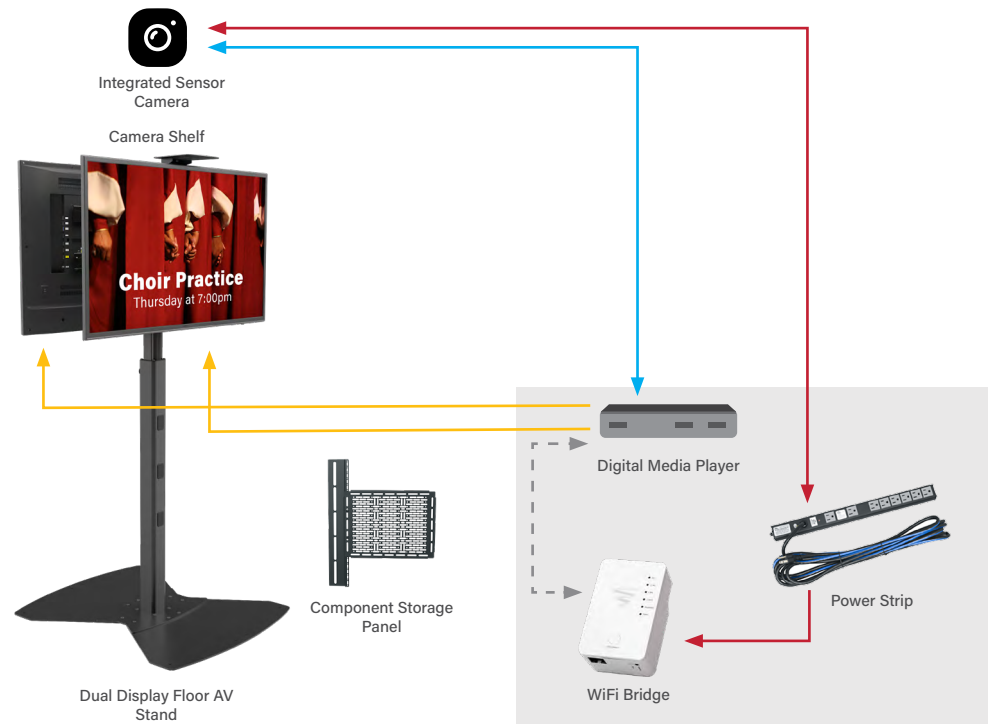 Integrated Sensor
Camera
Camera Shelf
Choir Practice
Thursday at 7:00pm
Digital Media Player
Component Storage
Panel
Power Strip
WiFi Bridge
Dual Display Floor AV
Stand